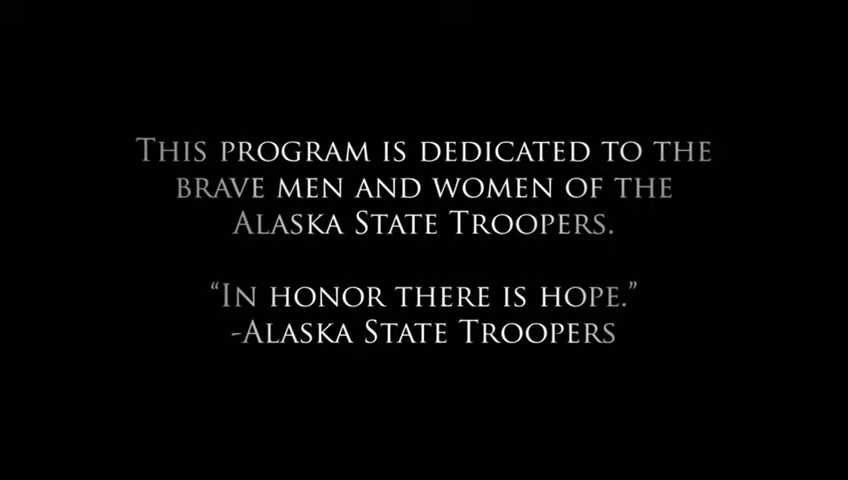 This program is dedicated to the
brave men and women of the
Alaska State Troopers.
“In honor there is hope.”
-Alaska State Troopers